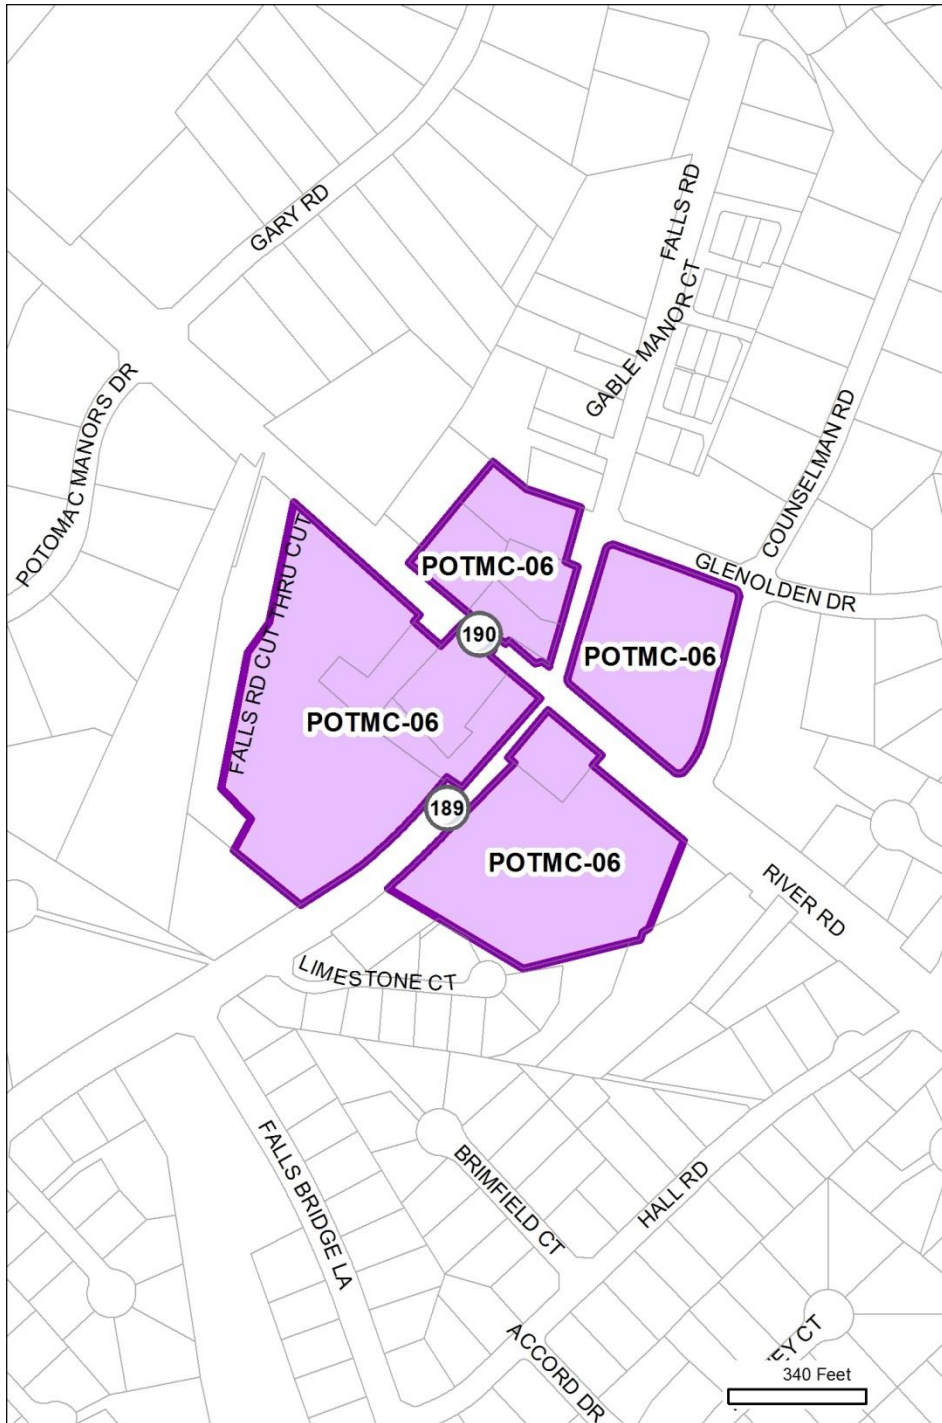 GARY RD
FALLS RD
GABLE MANOR CT
POTOMAC MANORS DR
COUNSELMAN RD
GLENOLDEN DR
FALLS RD CUT THRU CUT
POTMC-06
190
POTMC-06
POTMC-06
189
POTMC-06
RIVER RD
LIMESTONE CT
FALLS BRIDGE LA
BRIMFIELD CT
HALL RD
ACCORD DR
CT
340 Feet